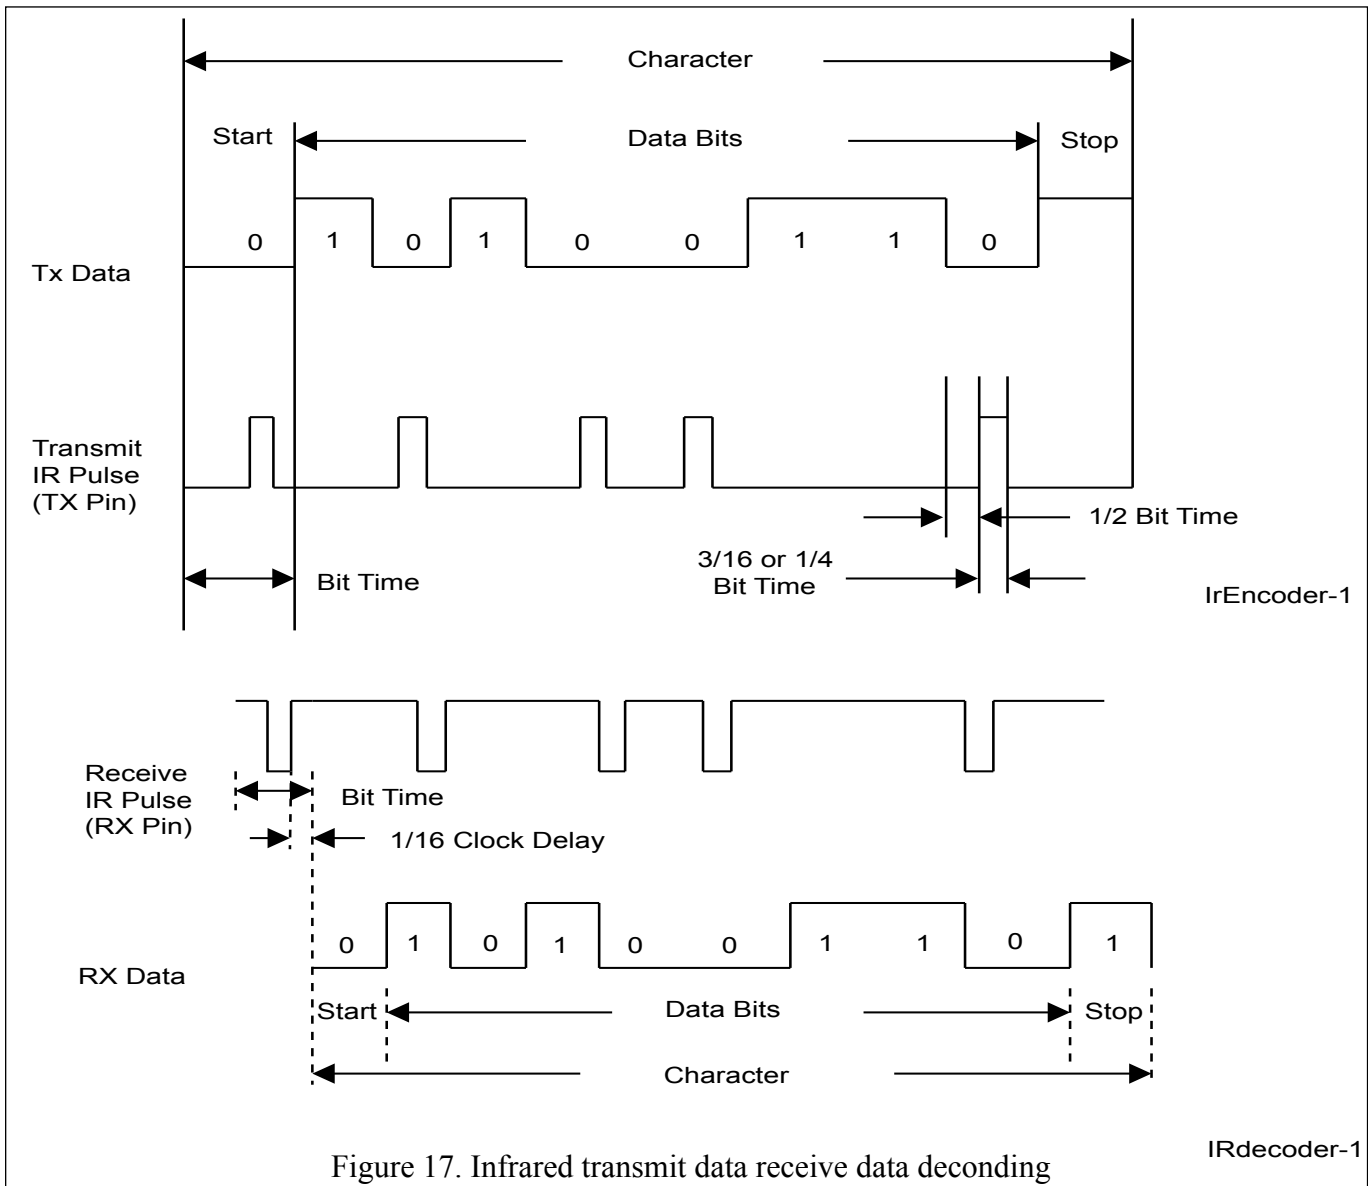 Character
Start
Data Bits
Stop
0 1 0 1 0 0 1 1 0
Tx Data
Transmit
IR Pulse
(TX Pin)
1/2 Bit Time
3/16 or 1/4
Bit Time
Bit Time
IrEncoder-1
Receive
IR Pulse
(RX Pin)
Bit Time
1/16 Clock Delay
0 1 0 1 0 0 1 1 0 1
RX Data
Start
Data Bits
Stop
Character
IRdecoder-1
Figure 17. Infrared transmit data receive data deconding